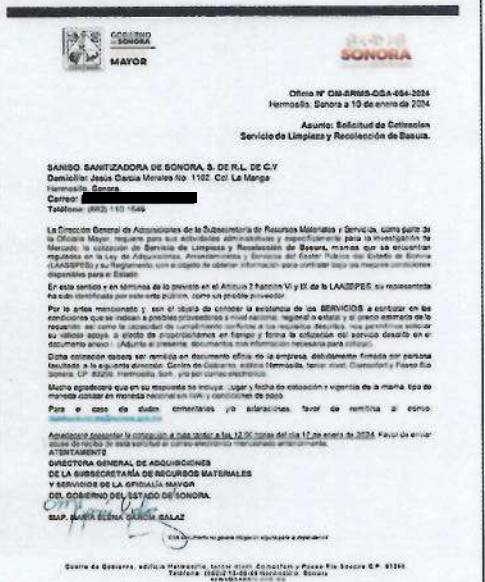 GOBIERNO
DE SONORA
MAYOR
SONORA
Oficio N° OM-SRMS-DGA-054-2024
Hermosillo, Sonora a 10 de enero de 2024
Asunto: Solicitud de Cotización
Servicio de Limpieza y Recolección de Basura.
SANISO, SANITIZADORA DE SONORA, S. DE R.L. DE C.V
Domicilio: Jesús García Morales No. 1102, Col. La Manga
Hermosillo, Sonora.
Correo:
Teléfono: (662) 110 1549
La Dirección General de Adquisiciones de la Subsecretaría de Recursos Materiales y Servicios, como parte de
la Oficialía Mayor, requiere para sus actividades administrativas y específicamente para la Investigación de
Mercado, la cotización de Servicio de Limpieza y Recolección de Basura, mismos que se encuentran
regulados en la Ley de Adquisiciones, Arrendamientos y Servicios del Sector Público del Estado de Sonora
(LAASSPES) y su Reglamento, con el objeto de obtener información para contratar bajo las mejores condiciones
disponibles para el Estado.
En este sentido y en términos de lo previsto en el Artículo 2 fracción VI y IX de la LAASSPES, su representada
ha sido identificada por este ente público, como un posible proveedor.
Por lo antes mencionado y, con el objeto de conocer la existencia de los SERVICIOS a contratar en las
condiciones que se indican a posibles proveedores a nivel nacional, regional o estatal y el precio estimado de lo
requerido, así como la capacidad de cumplimiento conforme a los requisitos descritos, nos permitimos solicitar
su valioso apoyo a efecto de proporcionarnos en tiempo y forma la cotización del servicio descrito en el
documento anexo I. (Adjunto al presente, documentos con información necesaria para cotizar).
Dicha cotización deberá ser remitida en documento oficial de la empresa, debidamente firmada por persona
facultada a la siguiente dirección: Centro de Gobierno, edificio Hermosillo, tercer nivel, Comonfort y Paseo Río
Sonora, CP. 83260, Hermosillo, Son., y/o por correo electrónico.
Mucho agradeceré que en su respuesta se incluya: Lugar y fecha de cotización y vigencia de la misma, tipo de
moneda (cotizar en moneda nacional sin IVA) y condiciones de pago.
Para el caso de dudas, comentarios y/o aclaraciones, favor de remitirla al correo
Agradeceré presentar la cotización a más tardar a las 12:00 horas del día 17 de enero de 2024. Favor de enviar
acuse de recibo de esta solicitud al correo electrónico mencionado anteriormente.
ATENTAMENTE
DIRECTORA GENERAL DE ADQUISICIONES
DE LA SUBSECRETARÍA DE RECURSOS MATERIALES
Y SERVICIOS DE LA OFICIALÍA MAYOR
DEL GOBIERNO DEL ESTADO DE SONORA.
MAP. MARÍA ELENA GARCÍA SALAZ
Este documento no genera obligación alguna para la dependencia
Centro de Gobierno, edificio Hermosillo, tercer nivel, Comonfort y Paseo Río Sonora C.P. 83260
Hermosillo, Sonora